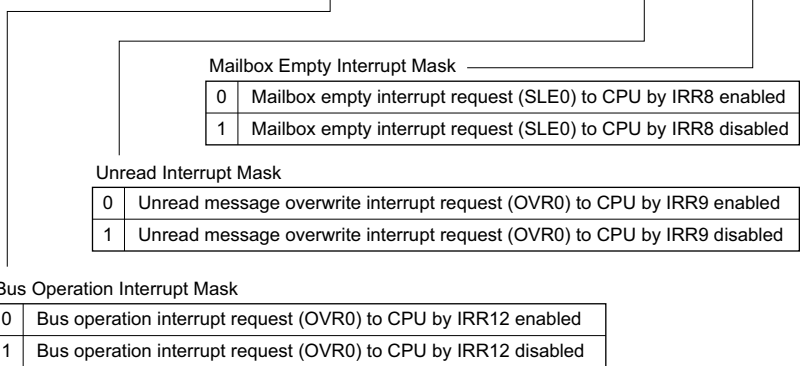 Mailbox Empty Interrupt Mask
0 Mailbox empty interrupt request (SLE0) to CPU by IRR8 enabled
1 Mailbox empty interrupt request (SLE0) to CPU by IRR8 disabled
Unread Interrupt Mask
0 Unread message overwrite interrupt request (OVR0) to CPU by IRR9 enabled
1 Unread message overwrite interrupt request (OVR0) to CPU by IRR9 disabled
Bus Operation Interrupt Mask
0 Bus operation interrupt request (OVR0) to CPU by IRR12 enabled
1 Bus operation interrupt request (OVR0) to CPU by IRR12 disabled